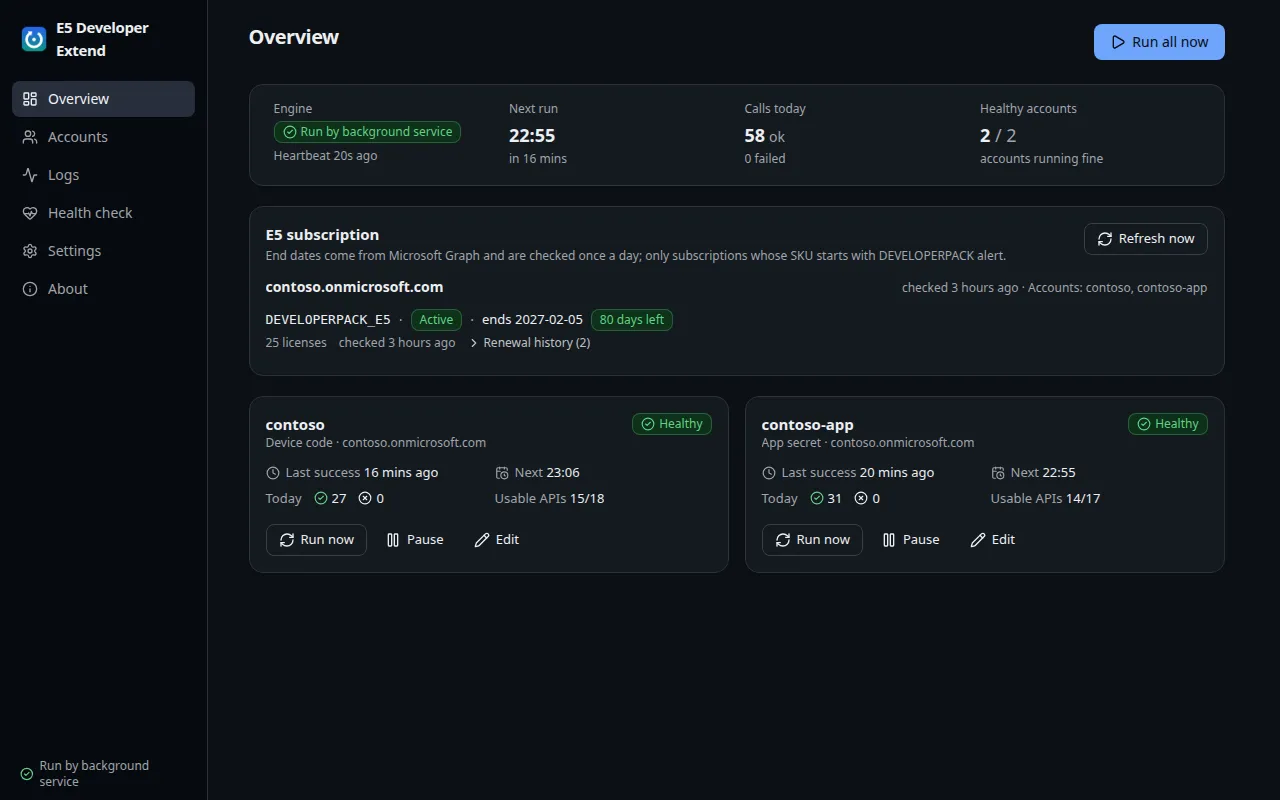 E5 Developer
Extend
Overview
Accounts
Logs
Health check
Settings
About
Run by background
service
Overview
Run all now
Engine
Run by background service
Heartbeat 20s ago
Next run
22:55
in 16 mins
Calls today
58 ok
0 failed
Healthy accounts
2 / 2
accounts running fine
E5 subscription
Refresh now
End dates come from Microsoft Graph and are checked once a day; only subscriptions whose SKU starts with DEVELOPERPACK alert.
contoso.onmicrosoft.com
checked 3 hours ago · Accounts: contoso, contoso-app
DEVELOPERPACK_E5 · Active · ends 2027-02-05 80 days left
25 licenses checked 3 hours ago Renewal history (2)
contoso
Healthy
Device code · contoso.onmicrosoft.com
Last success 16 mins ago
Next 23:06
Today 27 0
Usable APIs 15/18
Run now Pause Edit
contoso-app
Healthy
App secret · contoso.onmicrosoft.com
Last success 20 mins ago
Next 22:55
Today 31 0
Usable APIs 14/17
Run now Pause Edit